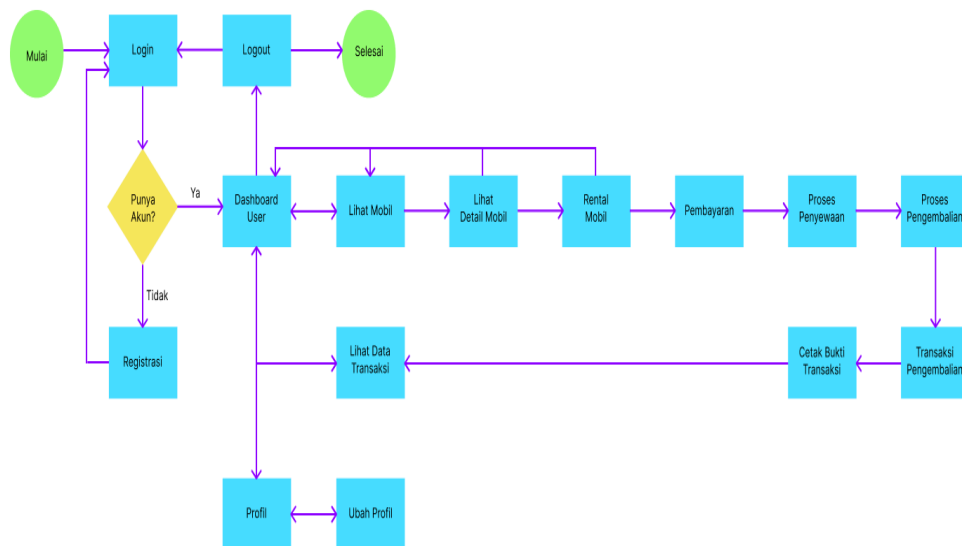 Mulai
Login
Logout
Selesai
Punya
Akun?
Ya
Dashboard
User
Lihat Mobil
Lihat
Detail Mobil
Rental
Mobil
Pembayaran
Proses
Penyewaan
Proses
Pengembalian
Tidak
Registrasi
Lihat Data
Transaksi
Cetak Bukti
Transaksi
Transaksi
Pengembalian
Profil
Ubah Profil